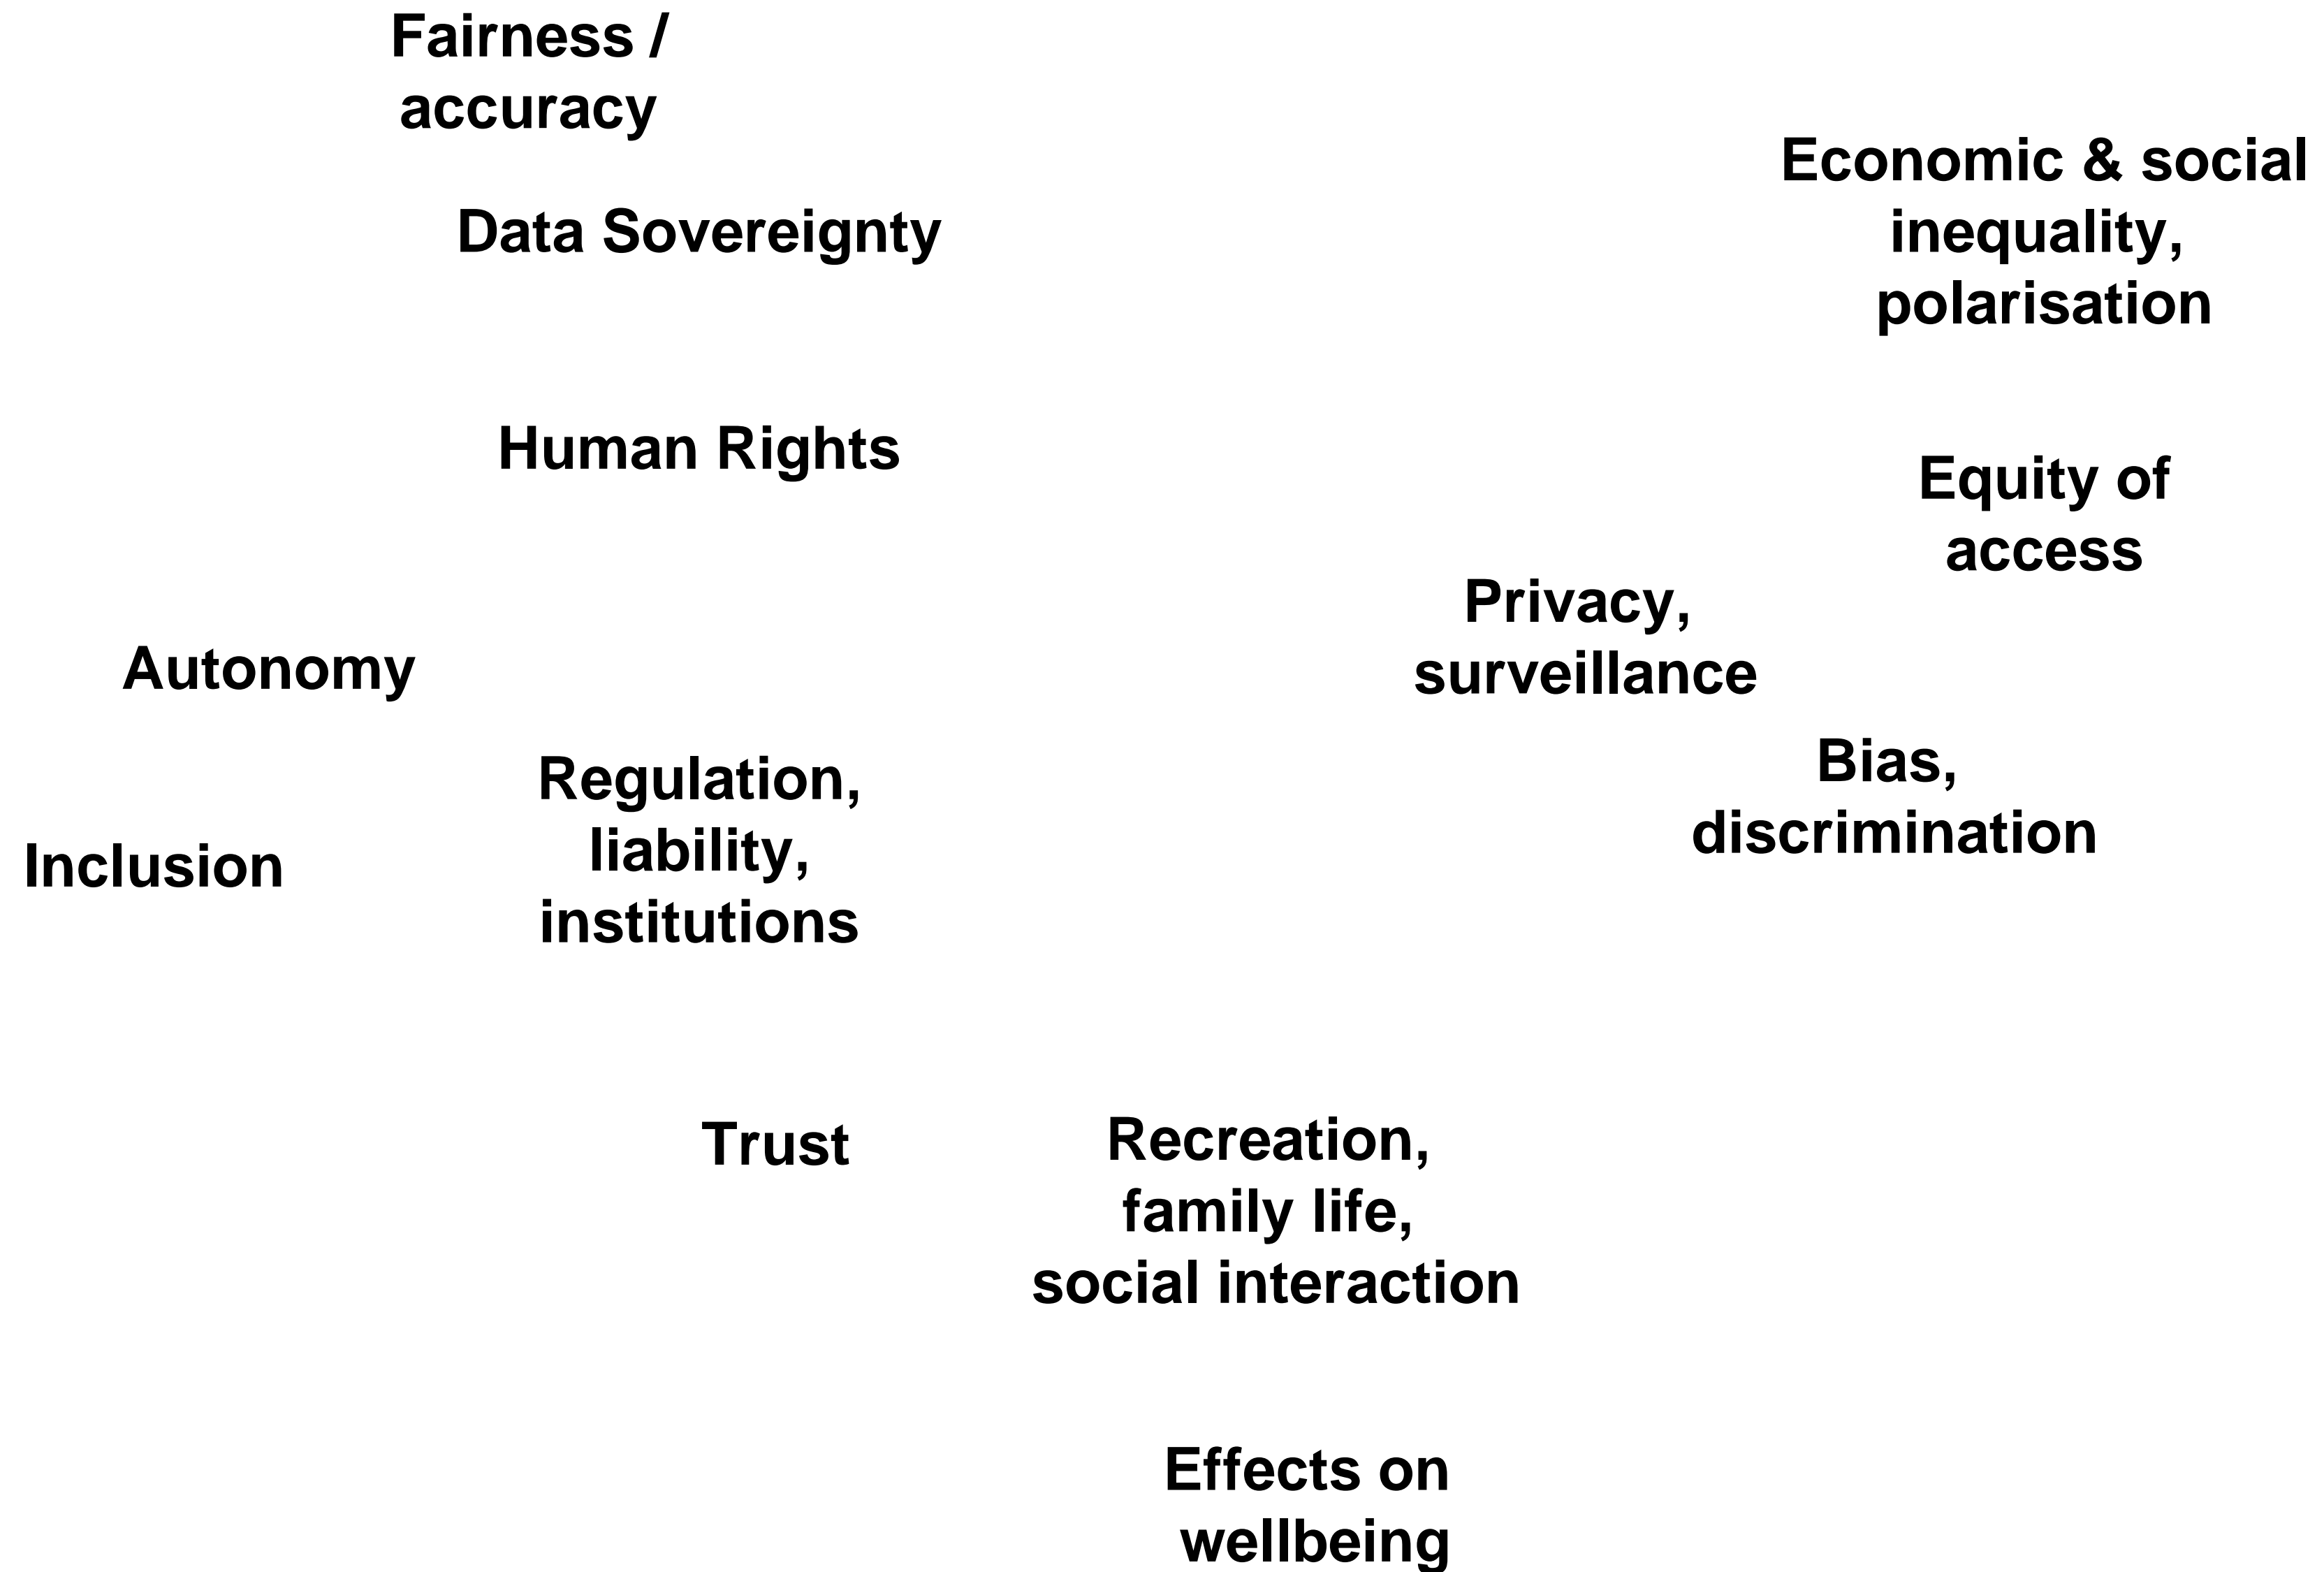 Fairness /
accuracy
Data Sovereignty
Economic & social
inequality,
polarisation
Human Rights
Equity of
access
Privacy,
surveillance
Autonomy
Regulation,
liability,
institutions
Bias,
discrimination
Inclusion
Trust
Recreation,
family life,
social interaction
Effects on
wellbeing